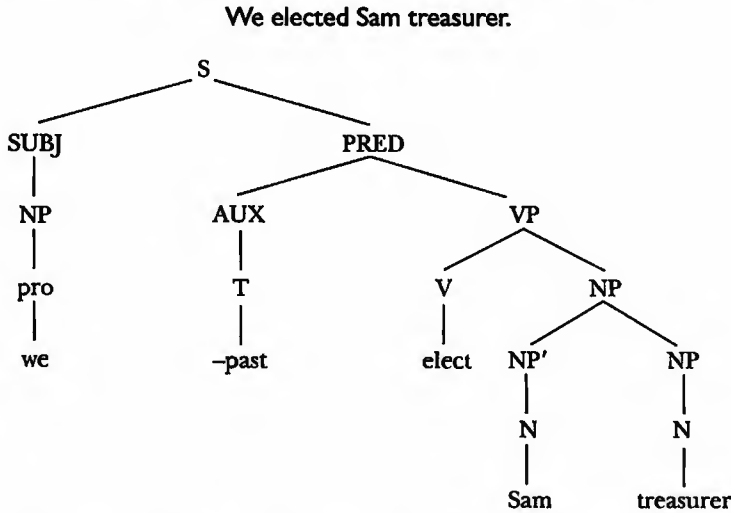 We elected Sam treasurer.
S
SUBJ PRED
NP AUX VP
pro T V NP
we –past elect NP′ NP
N N
Sam treasurer